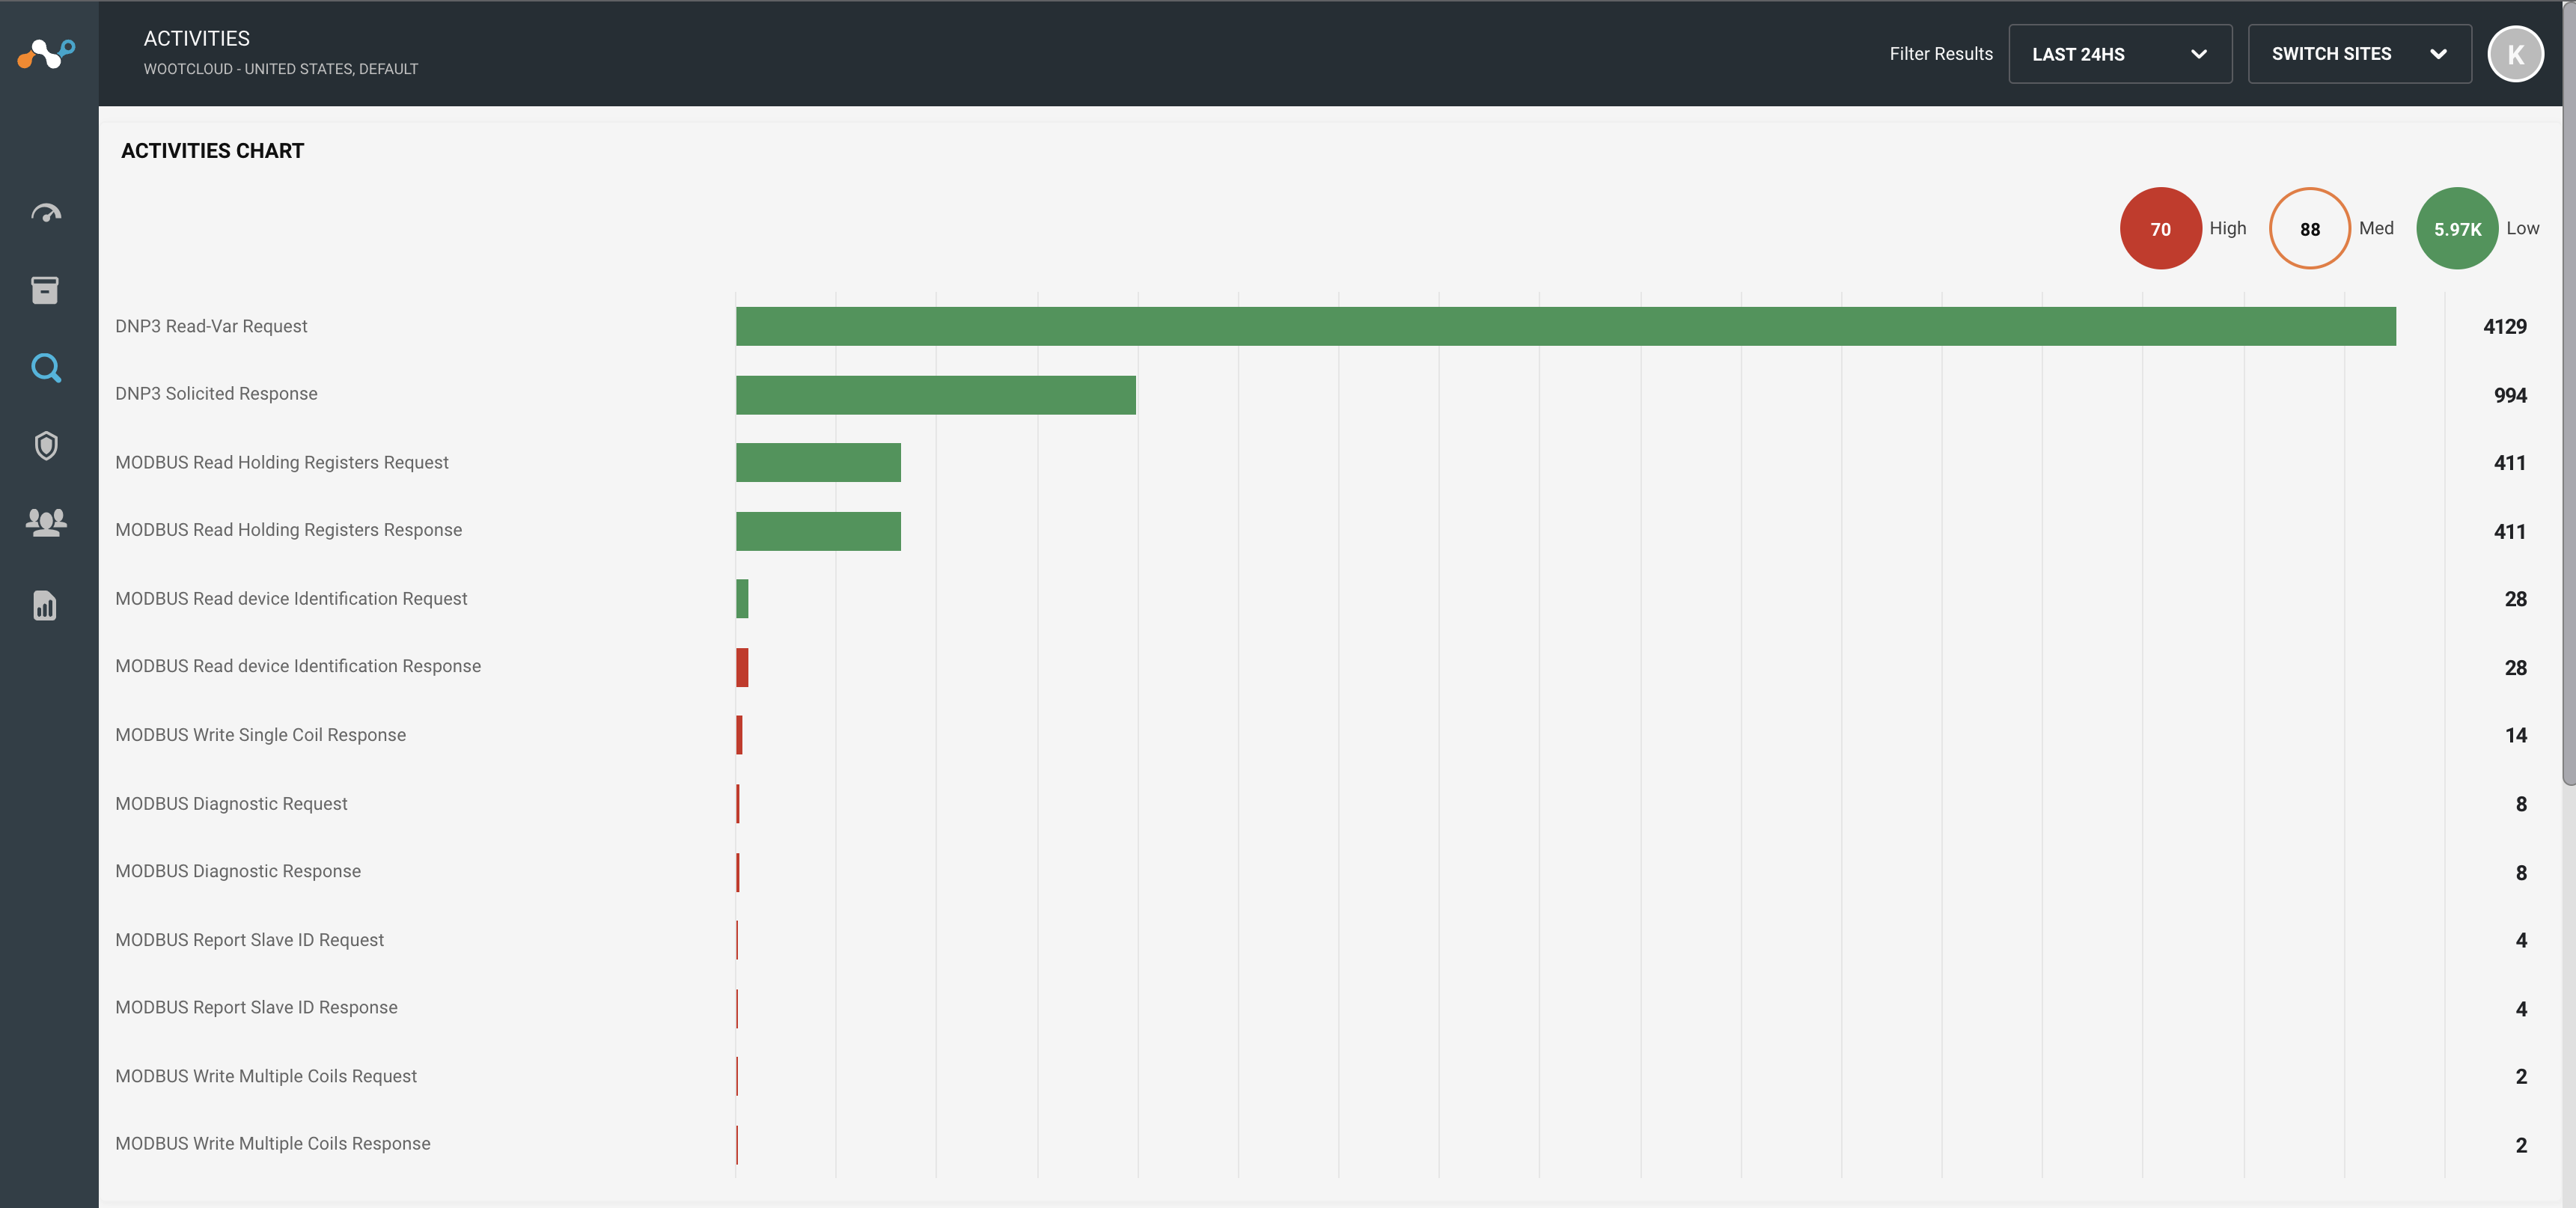 ACTIVITIES
WOOTCLOUD - UNITED STATES, DEFAULT
Filter Results
LAST 24HS
SWITCH SITES
K
ACTIVITIES CHART
70 High 88 Med 5.97K Low
DNP3 Read-Var Request 4129
DNP3 Solicited Response 994
MODBUS Read Holding Registers Request 411
MODBUS Read Holding Registers Response 411
MODBUS Read device Identification Request 28
MODBUS Read device Identification Response 28
MODBUS Write Single Coil Response 14
MODBUS Diagnostic Request 8
MODBUS Diagnostic Response 8
MODBUS Report Slave ID Request 4
MODBUS Report Slave ID Response 4
MODBUS Write Multiple Coils Request 2
MODBUS Write Multiple Coils Response 2